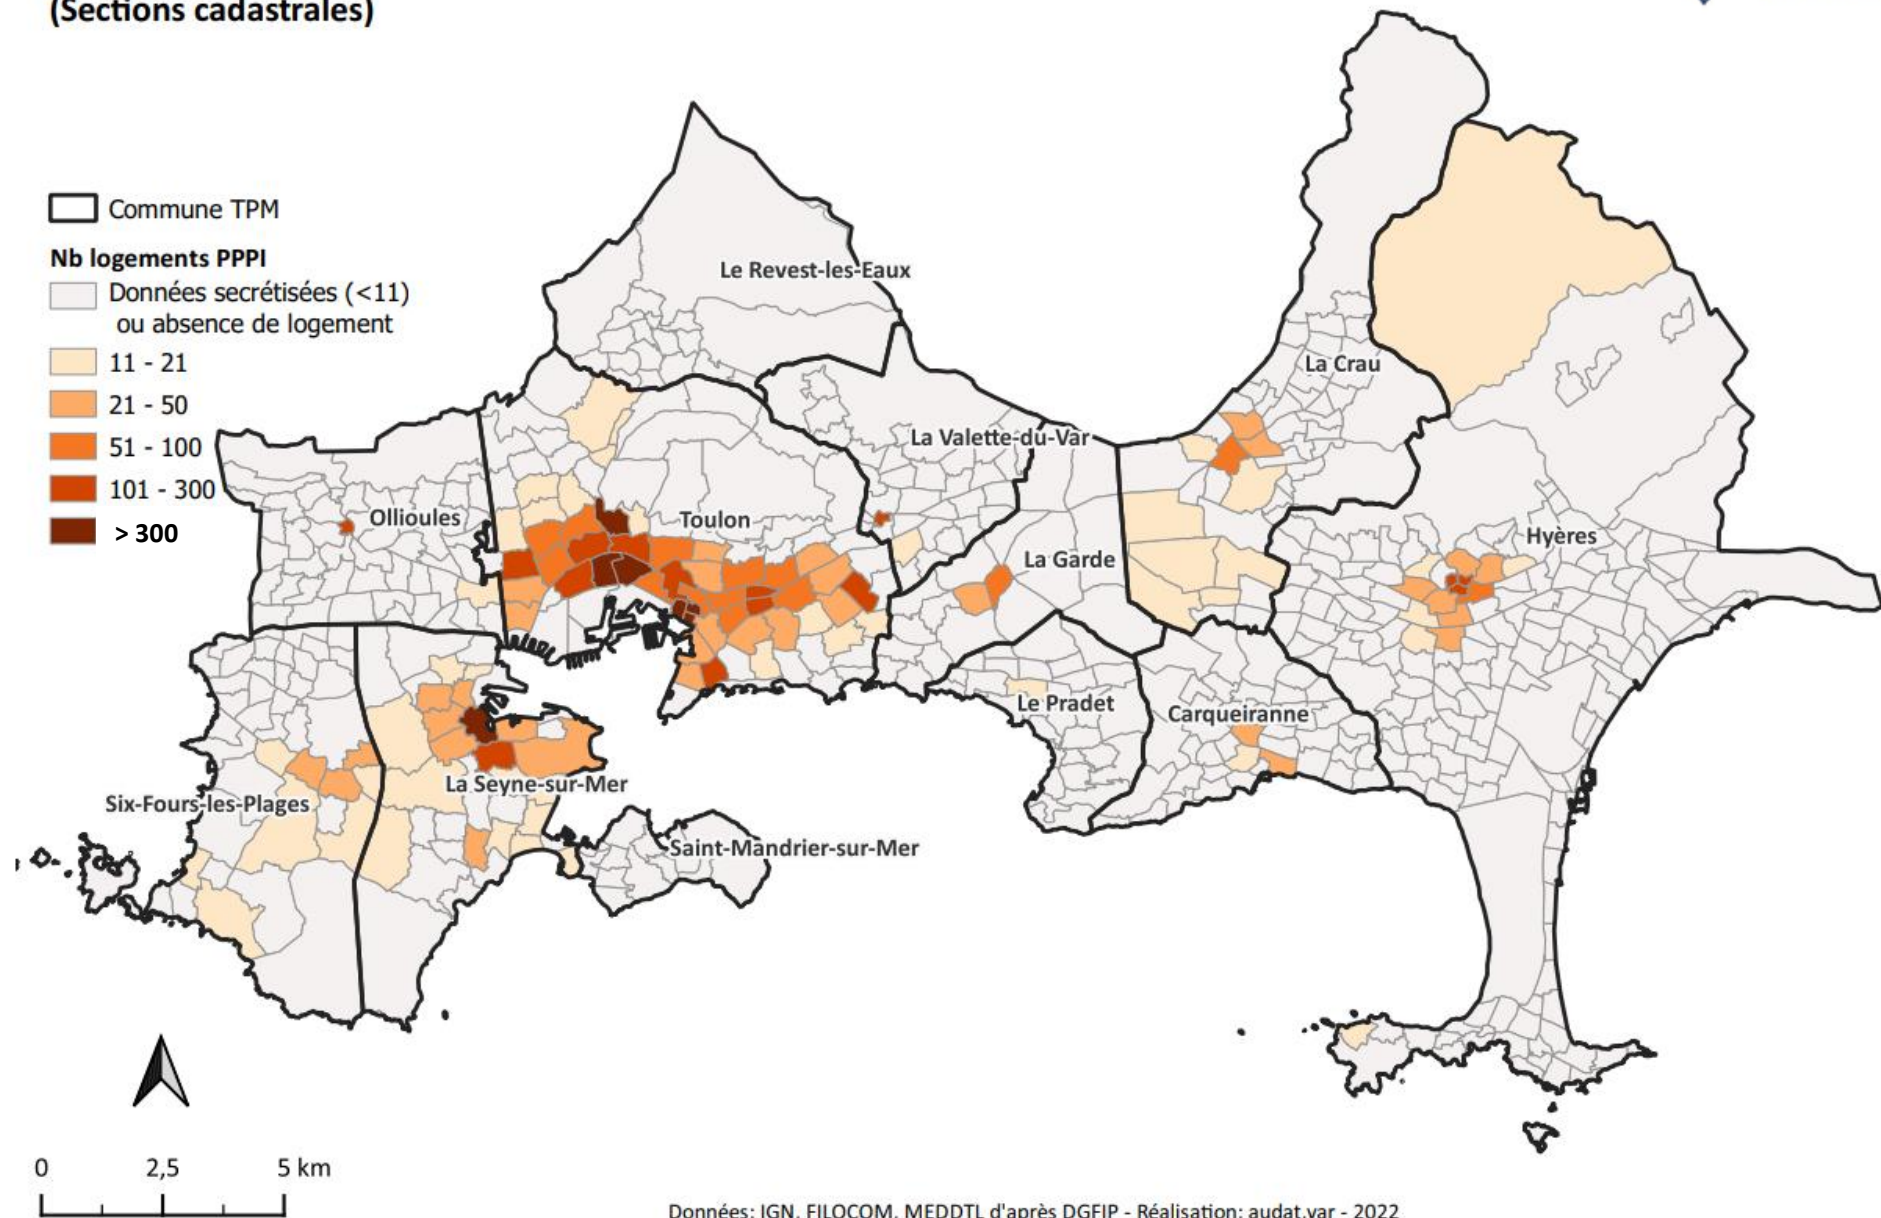 (Sections cadastrales)
Commune TPM
Nb logements PPPI
Données secrétisées (<11)
ou absence de logement
11 - 21
21 - 50
51 - 100
101 - 300
> 300
Le Revest-les-Eaux
La Crau
La Valette-du-Var
Ollioules
Toulon
Hyères
La Garde
Le Pradet
Carqueiranne
La Seyne-sur-Mer
Six-Fours-les-Plages
Saint-Mandrier-sur-Mer
0 2,5 5 km
Données: IGN, FILOCOM, MEDDTL d'après DGFIP - Réalisation: audat.var - 2022